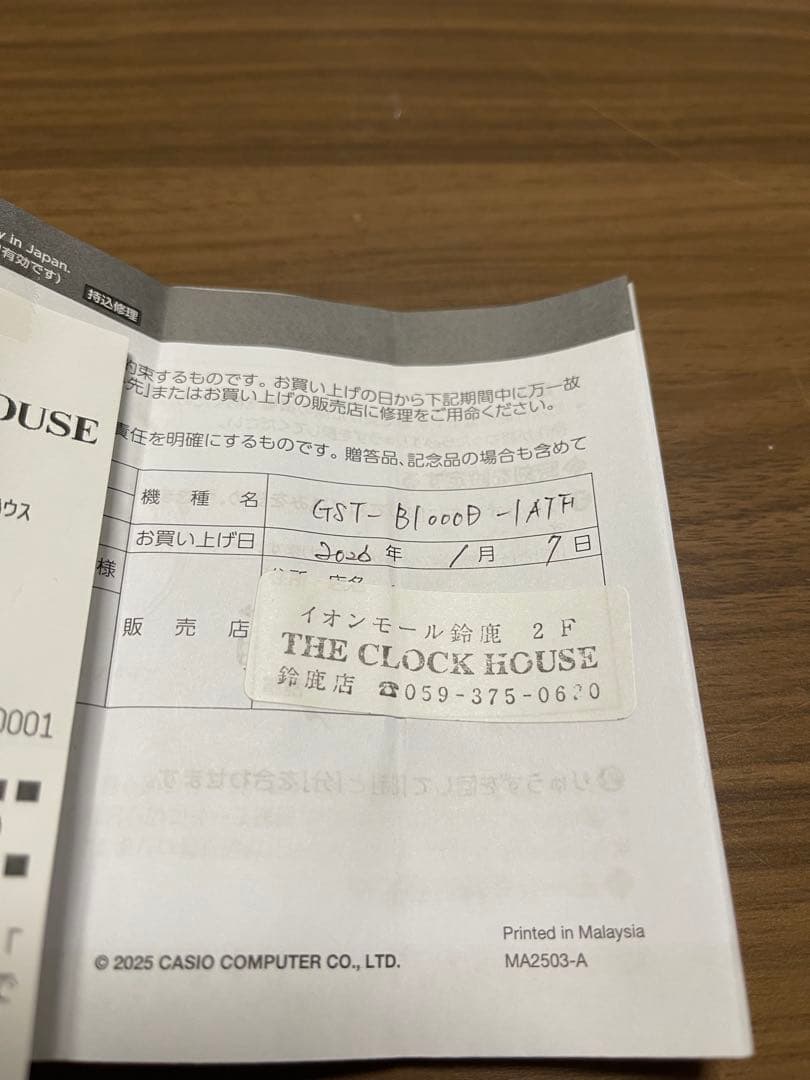 y in Japan.
有効です)
持込修理
約束するものです。お買い上げの日から下記期間中に万一故
先」またはお買い上げの販売店に修理をご用命ください。
責任を明確にするものです。贈答品、記念品の場合も含めて
OUSE
ウス
機種名
GST-B1000D-1AJF
お買い上げ日
2026年 1月 7日
様
販売店
イオンモール鈴鹿 2F
THE CLOCK HOUSE
鈴鹿店 ☎059-375-0620
0001
Printed in Malaysia
© 2025 CASIO COMPUTER CO., LTD.
MA2503-A